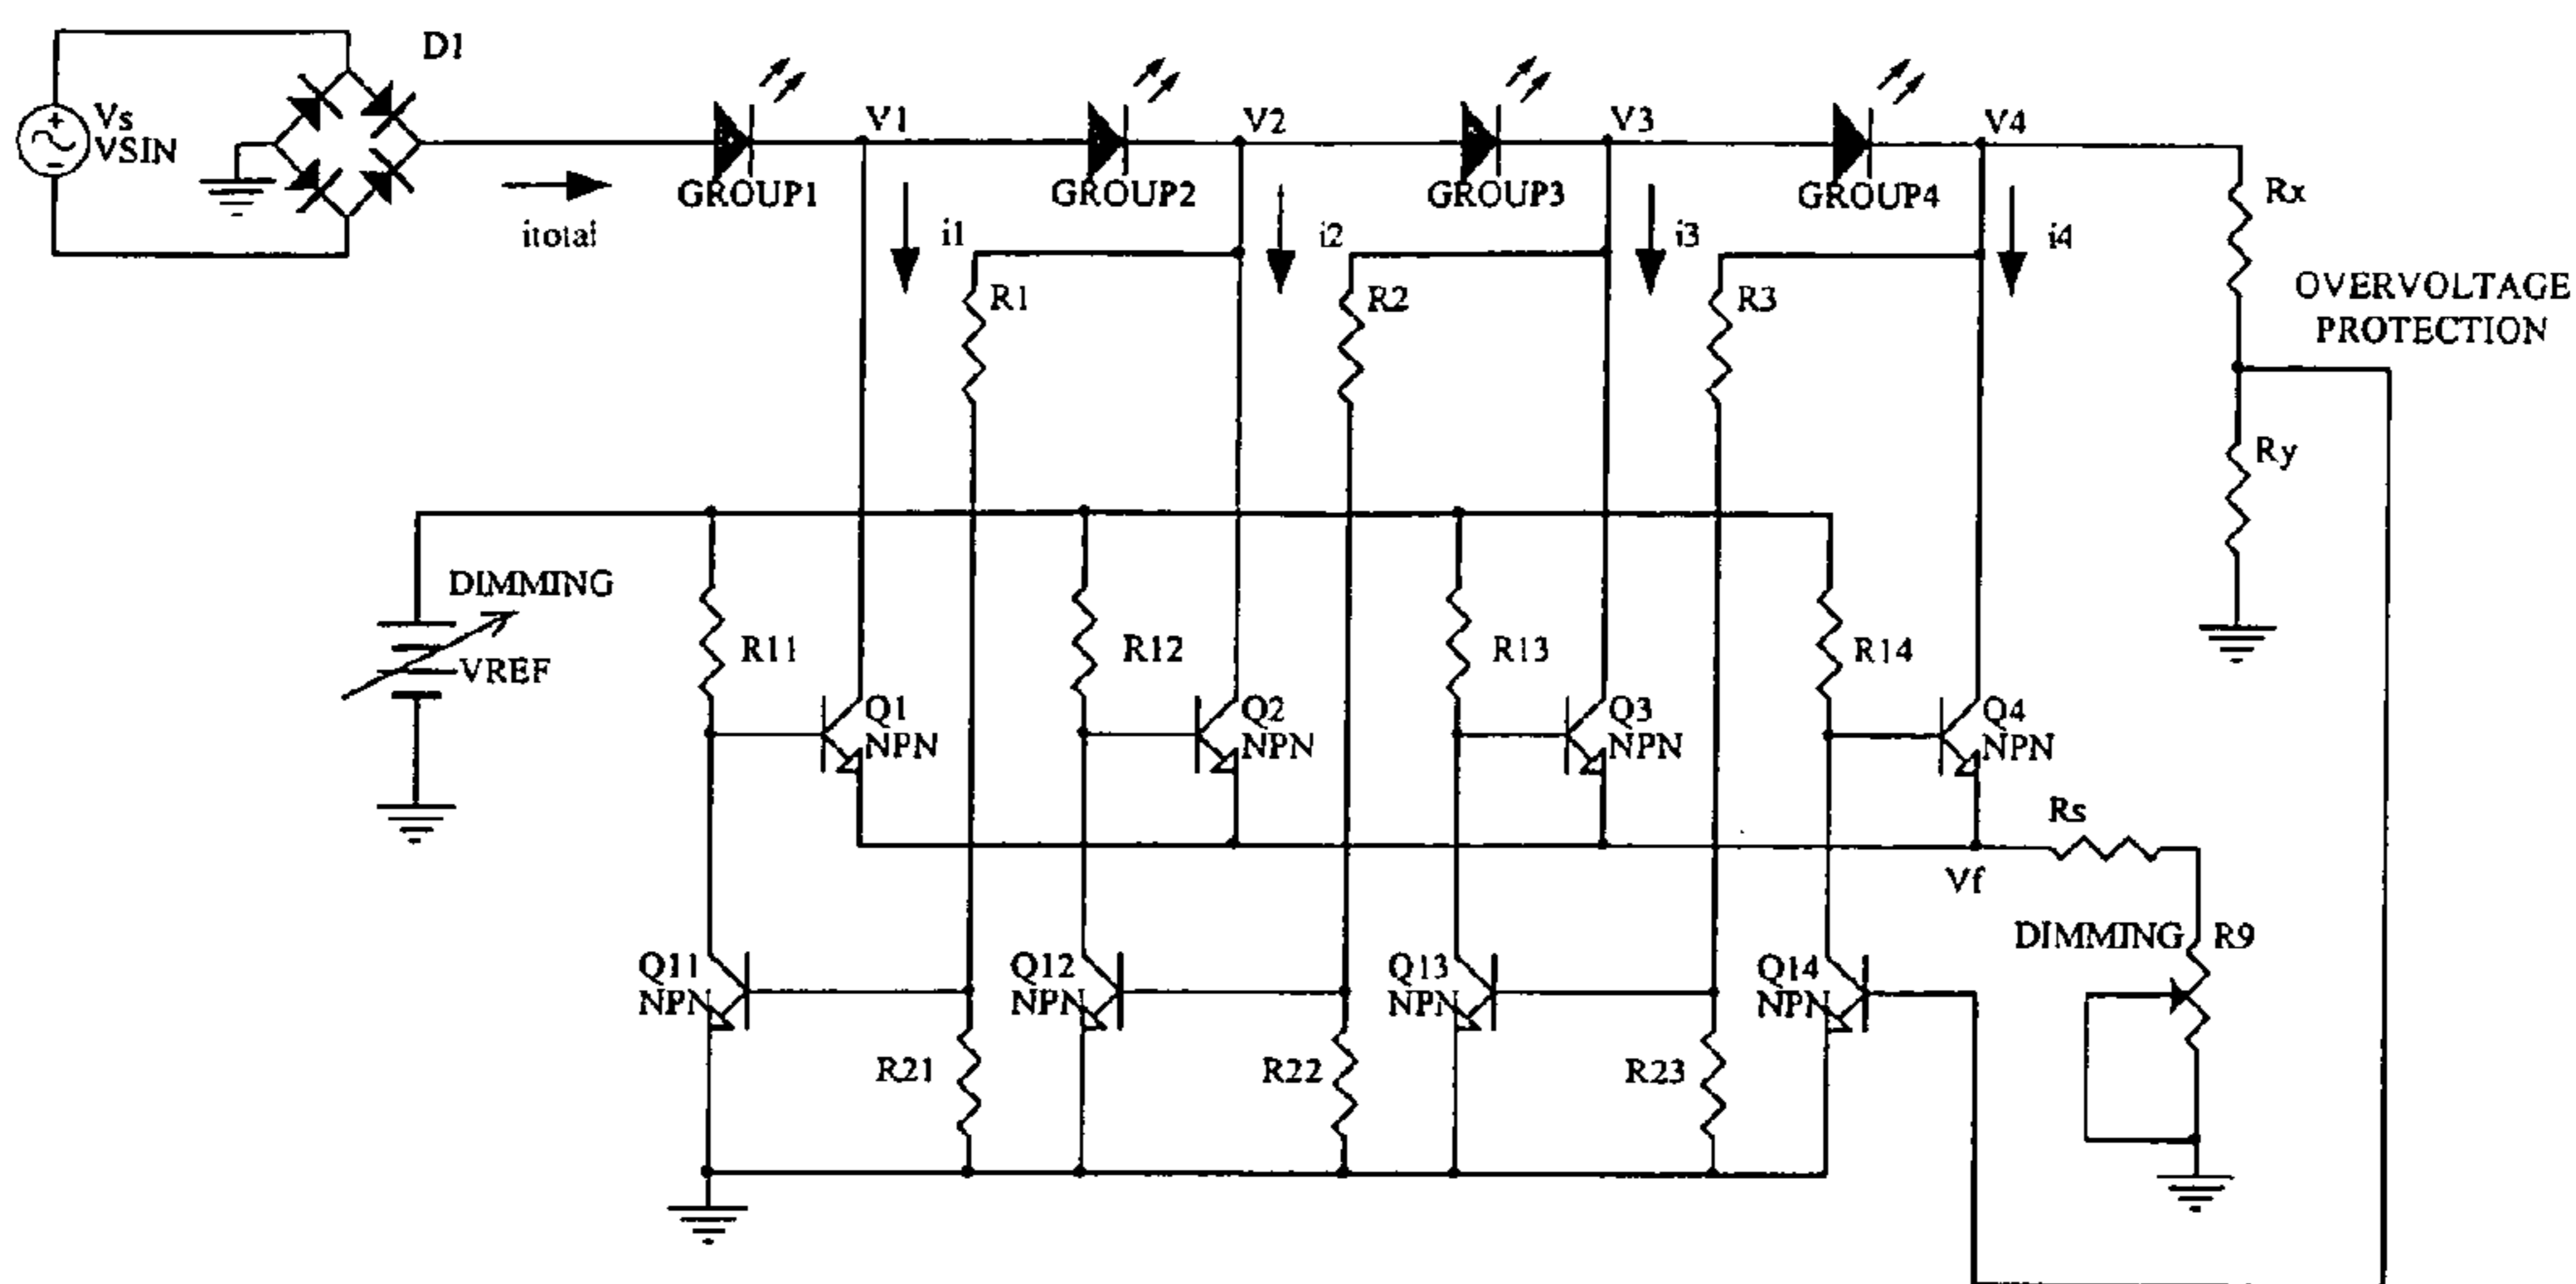 D1
Vs
VSIN
itotal
GROUP1
V1
i1
GROUP2
V2
i2
GROUP3
V3
i3
GROUP4
V4
i4
Rx
OVERVOLTAGE
PROTECTION
R1
R2
R3
Ry
DIMMING
VREF
R11
R12
R13
R14
Q1
NPN
Q2
NPN
Q3
NPN
Q4
NPN
Rs
Vf
DIMMING
R9
Q11
NPN
Q12
NPN
Q13
NPN
Q14
NPN
R21
R22
R23